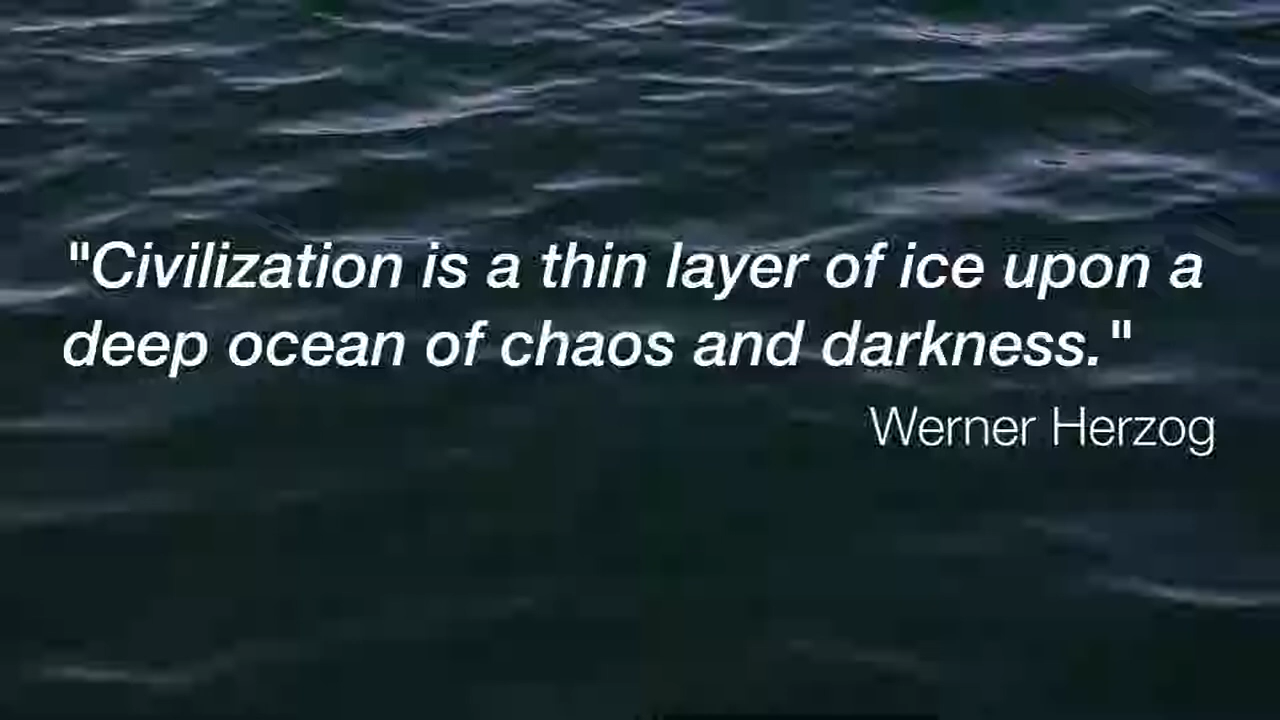 "Civilization is a thin layer of ice upon a
deep ocean of chaos and darkness."
Werner Herzog